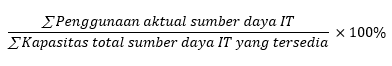 ∑Penggunaan aktual sumber daya IT
∑Kapasitas total sumber daya IT yang tersedia × 100%